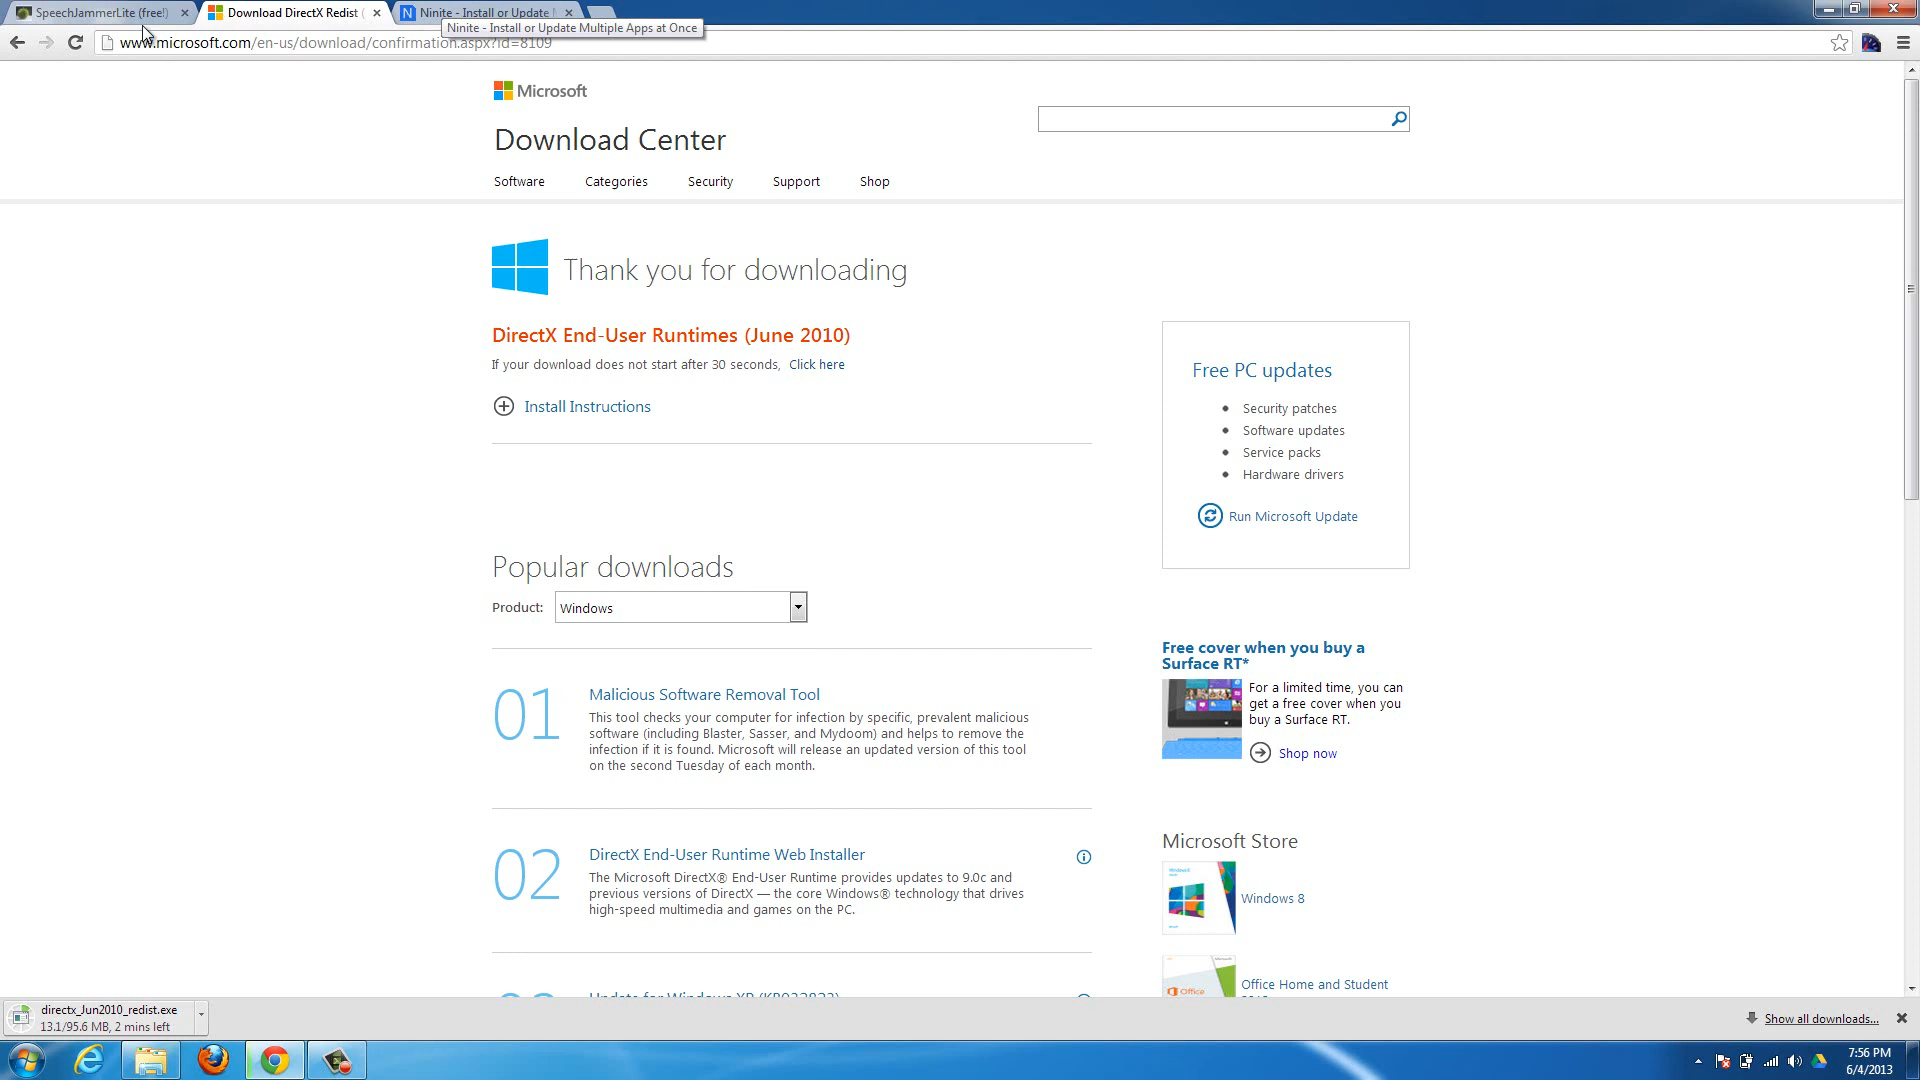 SpeechJammerLite (free!)
Download DirectX Redist (
Ninite - Install or Update
Ninite - Install or Update Multiple Apps at Once
www.microsoft.com/en-us/download/confirmation.aspx?id=8109
Microsoft
Download Center
Software Categories Security Support Shop
Thank you for downloading
DirectX End-User Runtimes (June 2010)
If your download does not start after 30 seconds, Click here
Install Instructions
Free PC updates
Security patches
Software updates
Service packs
Hardware drivers
Run Microsoft Update
Popular downloads
Product: Windows
01
Malicious Software Removal Tool
This tool checks your computer for infection by specific, prevalent malicious
software (including Blaster, Sasser, and Mydoom) and helps to remove the
infection if it is found. Microsoft will release an updated version of this tool
on the second Tuesday of each month.
02
DirectX End-User Runtime Web Installer
The Microsoft DirectX® End-User Runtime provides updates to 9.0c and
previous versions of DirectX — the core Windows® technology that drives
high-speed multimedia and games on the PC.
Update for Windows XP (KB932823)
Free cover when you buy a
Surface RT*
For a limited time, you can
get a free cover when you
buy a Surface RT.
Shop now
Microsoft Store
Windows 8
Office
Office Home and Student
directx_Jun2010_redist.exe
13.1/95.6 MB, 2 mins left
Show all downloads...
7:56 PM
6/4/2013